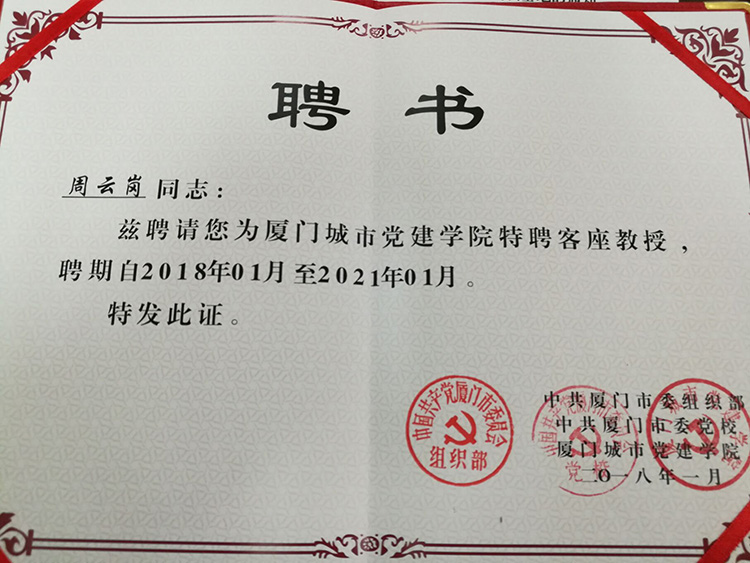 聘书
周云岗同志：
兹聘请您为厦门城市党建学院特聘客座教授，
聘期自2018年01月至2021年01月。
特发此证。
中国共产党厦门市委员会
组织部
中共厦门市委组织部
中共厦门市委党校
厦门城市党建学院
二〇一八年一月
党校